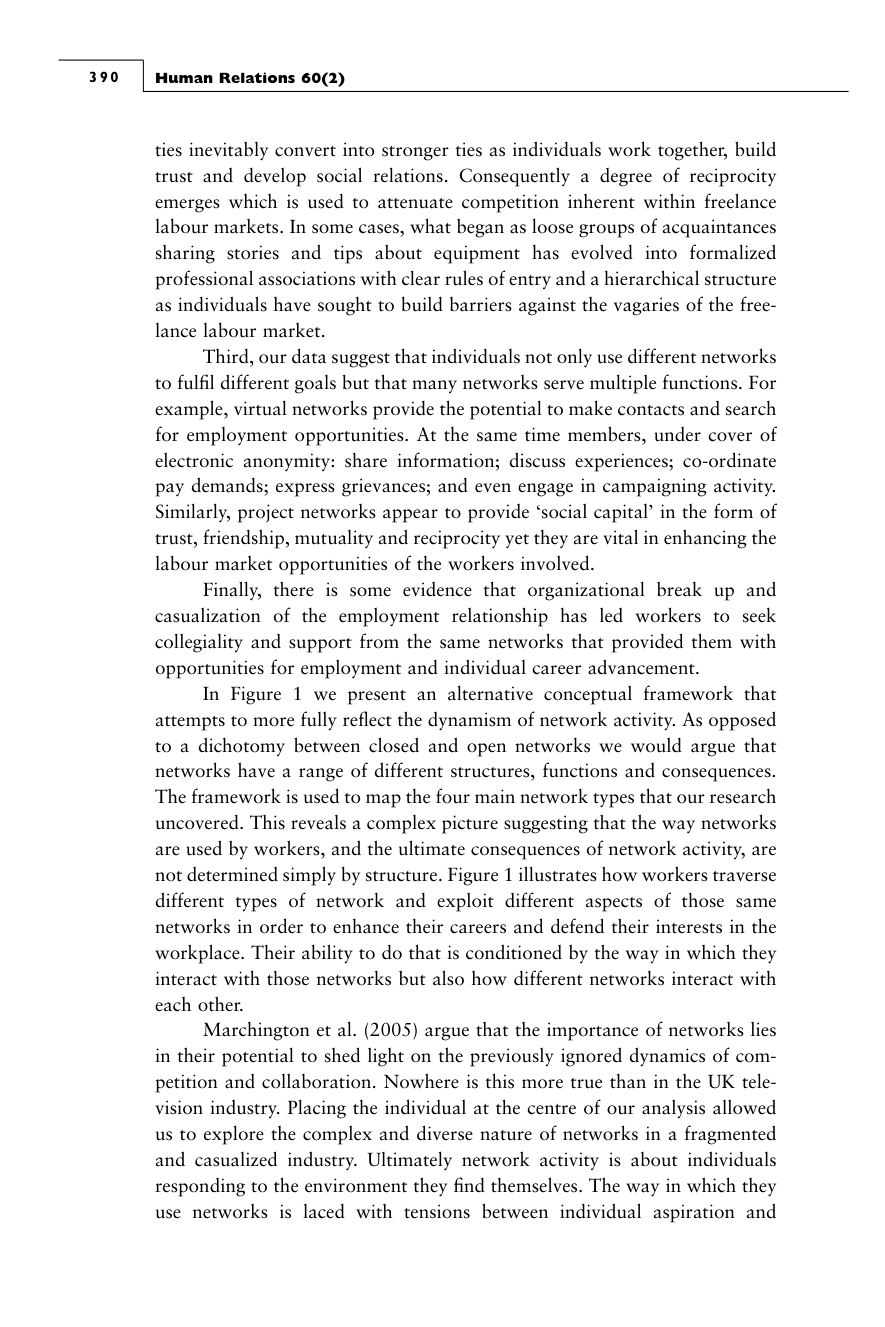 390 Human Relations 60(2)
ties inevitably convert into stronger ties as individuals work together, build
trust and develop social relations. Consequently a degree of reciprocity
emerges which is used to attenuate competition inherent within freelance
labour markets. In some cases, what began as loose groups of acquaintances
sharing stories and tips about equipment has evolved into formalized
professional associations with clear rules of entry and a hierarchical structure
as individuals have sought to build barriers against the vagaries of the free-
lance labour market.
Third, our data suggest that individuals not only use different networks
to fulfil different goals but that many networks serve multiple functions. For
example, virtual networks provide the potential to make contacts and search
for employment opportunities. At the same time members, under cover of
electronic anonymity: share information; discuss experiences; co-ordinate
pay demands; express grievances; and even engage in campaigning activity.
Similarly, project networks appear to provide ‘social capital’ in the form of
trust, friendship, mutuality and reciprocity yet they are vital in enhancing the
labour market opportunities of the workers involved.
Finally, there is some evidence that organizational break up and
casualization of the employment relationship has led workers to seek
collegiality and support from the same networks that provided them with
opportunities for employment and individual career advancement.
In Figure 1 we present an alternative conceptual framework that
attempts to more fully reflect the dynamism of network activity. As opposed
to a dichotomy between closed and open networks we would argue that
networks have a range of different structures, functions and consequences.
The framework is used to map the four main network types that our research
uncovered. This reveals a complex picture suggesting that the way networks
are used by workers, and the ultimate consequences of network activity, are
not determined simply by structure. Figure 1 illustrates how workers traverse
different types of network and exploit different aspects of those same
networks in order to enhance their careers and defend their interests in the
workplace. Their ability to do that is conditioned by the way in which they
interact with those networks but also how different networks interact with
each other.
Marchington et al. (2005) argue that the importance of networks lies
in their potential to shed light on the previously ignored dynamics of com-
petition and collaboration. Nowhere is this more true than in the UK tele-
vision industry. Placing the individual at the centre of our analysis allowed
us to explore the complex and diverse nature of networks in a fragmented
and casualized industry. Ultimately network activity is about individuals
responding to the environment they find themselves. The way in which they
use networks is laced with tensions between individual aspiration and